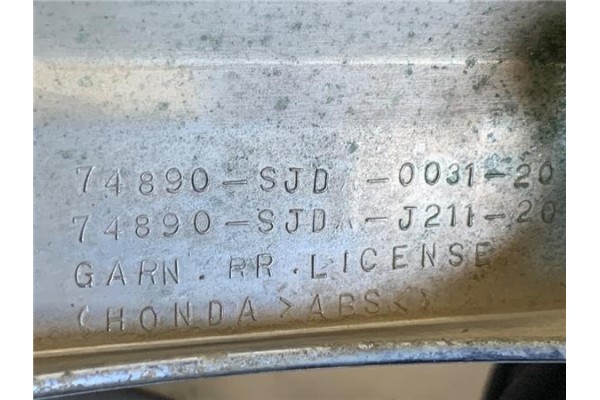 74890-SJD -0031-20
74890-SJD -J211-20
GARN. RR. LICENSE
(HONDA >ABS< )